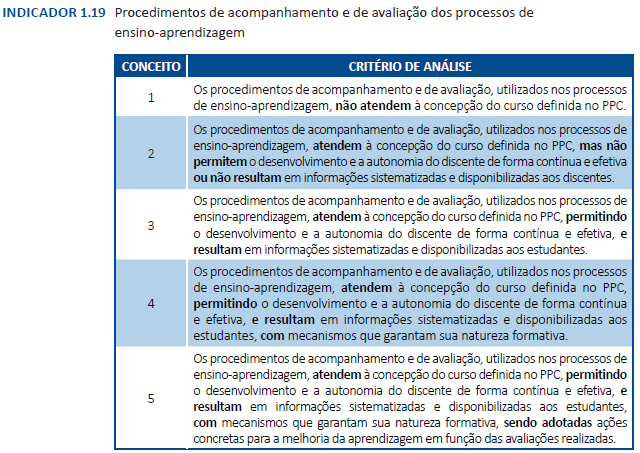 INDICADOR 1.19 Procedimentos de acompanhamento e de avaliação dos processos de
ensino-aprendizagem
CONCEITO CRITÉRIO DE ANÁLISE
1
Os procedimentos de acompanhamento e de avaliação, utilizados nos processos
de ensino-aprendizagem, não atendem à concepção do curso definida no PPC.
2
Os procedimentos de acompanhamento e de avaliação, utilizados nos processos de
ensino-aprendizagem, atendem à concepção do curso definida no PPC, mas não
permitem o desenvolvimento e a autonomia do discente de forma contínua e efetiva
ou não resultam em informações sistematizadas e disponibilizadas aos discentes.
3
Os procedimentos de acompanhamento e de avaliação, utilizados nos processos de
ensino-aprendizagem, atendem à concepção do curso definida no PPC, permitindo
o desenvolvimento e a autonomia do discente de forma contínua e efetiva, e
resultam em informações sistematizadas e disponibilizadas aos estudantes.
4
Os procedimentos de acompanhamento e de avaliação, utilizados nos processos
de ensino-aprendizagem, atendem à concepção do curso definida no PPC,
permitindo o desenvolvimento e a autonomia do discente de forma contínua
e efetiva, e resultam em informações sistematizadas e disponibilizadas aos
estudantes, com mecanismos que garantam sua natureza formativa.
5
Os procedimentos de acompanhamento e de avaliação, utilizados nos processos de
ensino-aprendizagem, atendem à concepção do curso definida no PPC, permitindo
o desenvolvimento e a autonomia do discente de forma contínua e efetiva, e
resultam em informações sistematizadas e disponibilizadas aos estudantes,
com mecanismos que garantam sua natureza formativa, sendo adotadas ações
concretas para a melhoria da aprendizagem em função das avaliações realizadas.